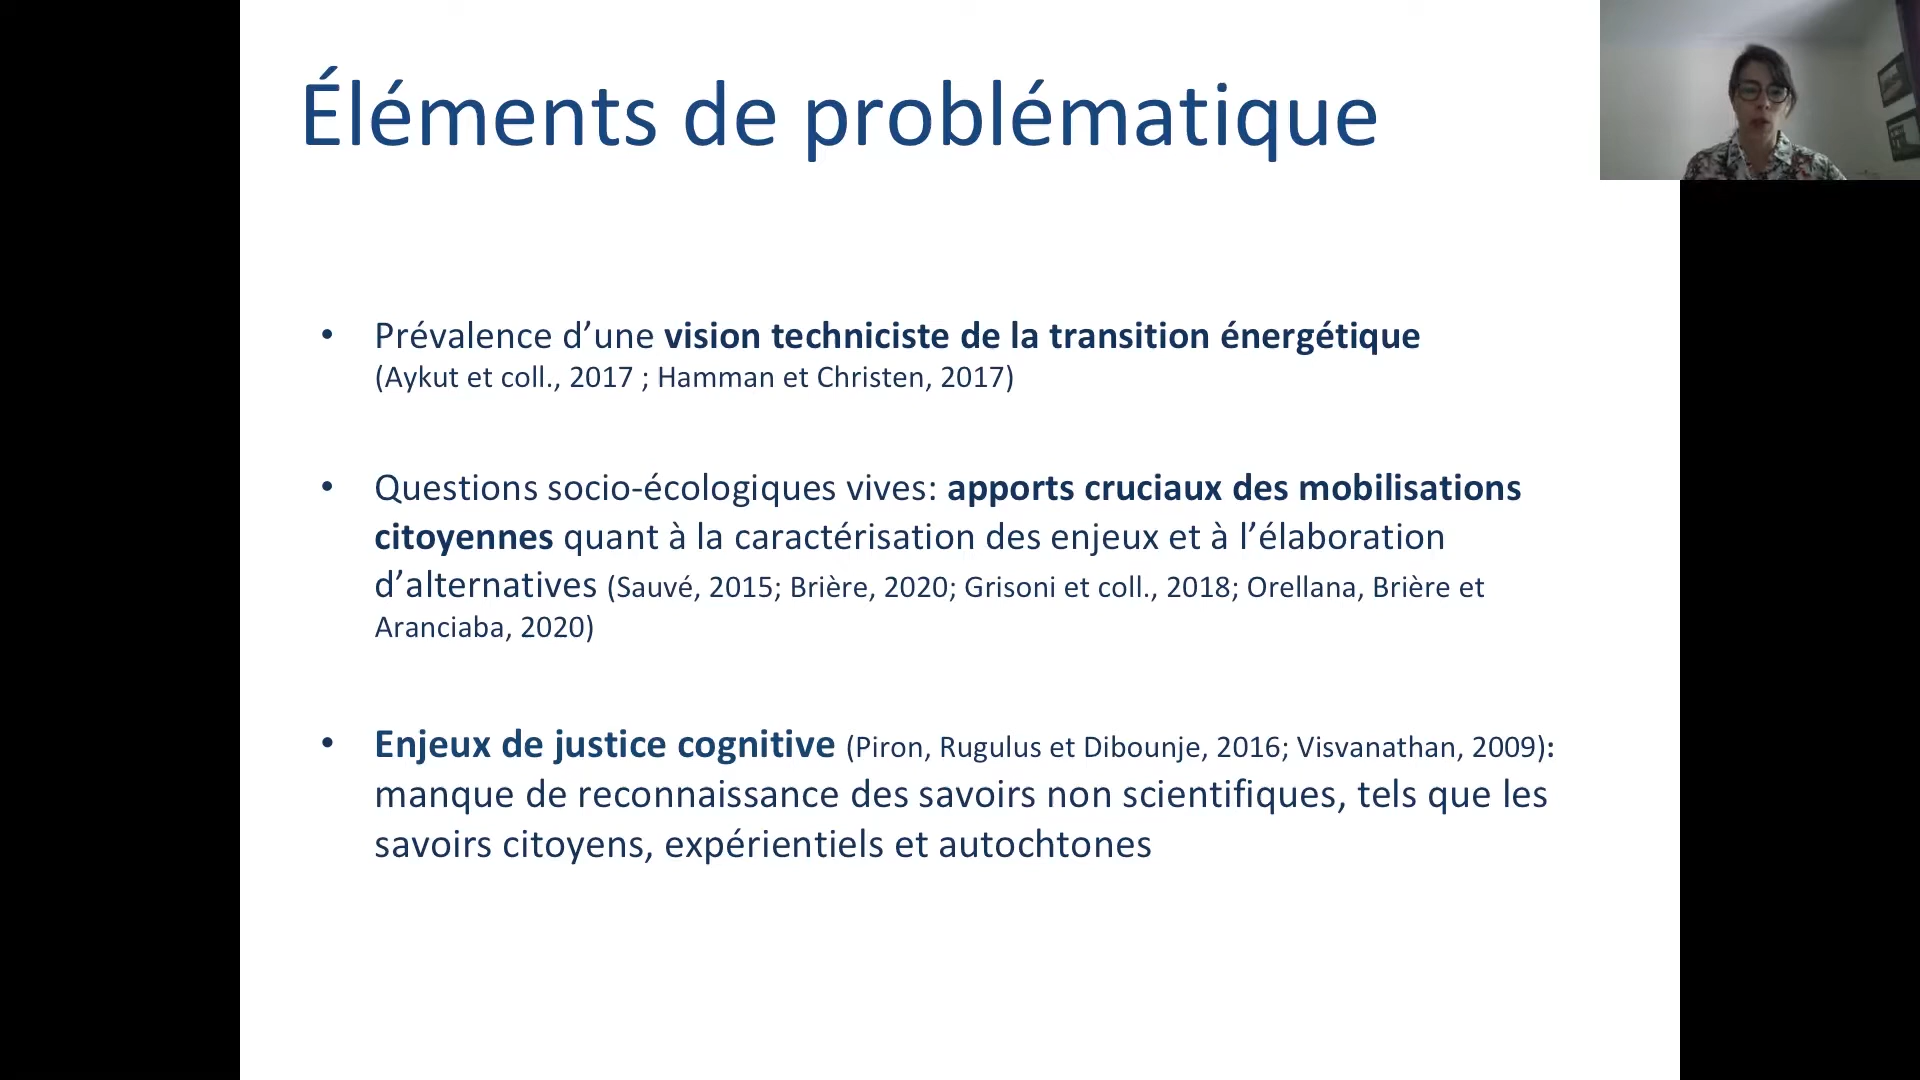 Éléments de problématique
• Prévalence d’une vision techniciste de la transition énergétique
(Aykut et coll., 2017 ; Hamman et Christen, 2017)
• Questions socio-écologiques vives: apports cruciaux des mobilisations
citoyennes quant à la caractérisation des enjeux et à l’élaboration
d’alternatives (Sauvé, 2015; Brière, 2020; Grisoni et coll., 2018; Orellana, Brière et
Aranciaba, 2020)
• Enjeux de justice cognitive (Piron, Rugulus et Dibounje, 2016; Visvanathan, 2009):
manque de reconnaissance des savoirs non scientifiques, tels que les
savoirs citoyens, expérientiels et autochtones